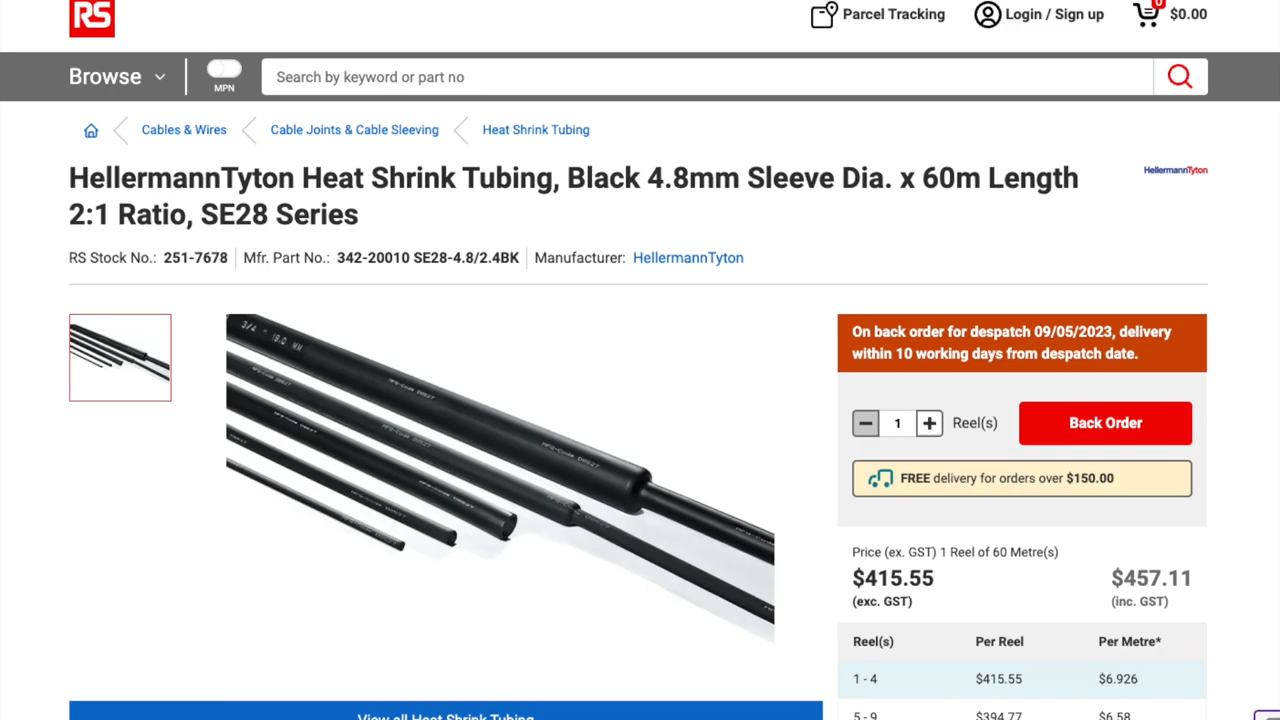 RS
Parcel Tracking
Login / Sign up
0
$0.00
Browse
MPN
Search by keyword or part no
Cables & Wires
Cable Joints & Cable Sleeving
Heat Shrink Tubing
HellermannTyton Heat Shrink Tubing, Black 4.8mm Sleeve Dia. x 60m Length
2:1 Ratio, SE28 Series
HellermannTyton
RS Stock No.: 251-7678
Mfr. Part No.: 342-20010 SE28-4.8/2.4BK
Manufacturer: HellermannTyton
3/4 " 19.0 MM
On back order for despatch 09/05/2023, delivery
within 10 working days from despatch date.
1
Reel(s)
Back Order
FREE delivery for orders over $150.00
Price (ex. GST) 1 Reel of 60 Metre(s)
$415.55
$457.11
(exc. GST)
(inc. GST)
Reel(s) Per Reel Per Metre*
1 - 4 $415.55 $6.926
5 - 9 $394.77 $6.58
View all Heat Shrink Tubing